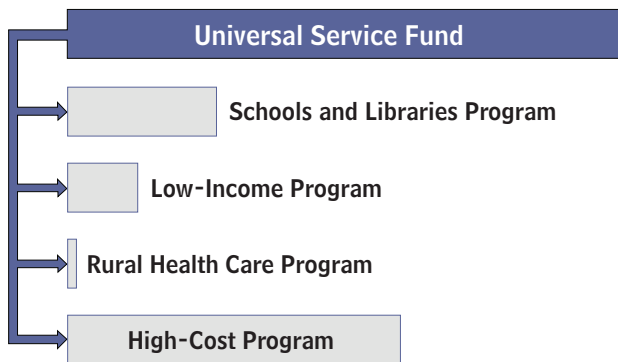 Universal Service Fund
Schools and Libraries Program
Low-Income Program
Rural Health Care Program
High-Cost Program